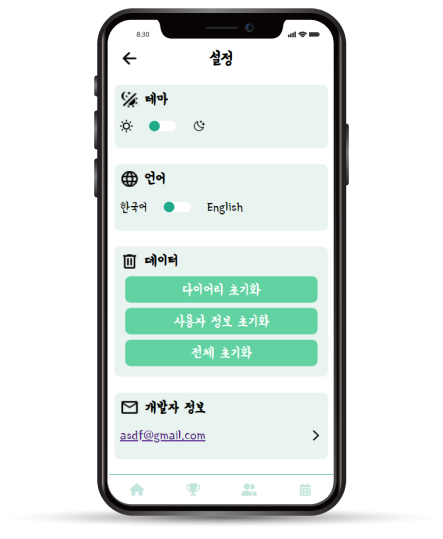 8:30
설정
테마
언어
한국어 English
데이터
다이어리 초기화
사용자 정보 초기화
전체 초기화
개발자 정보
asdf@gmail.com